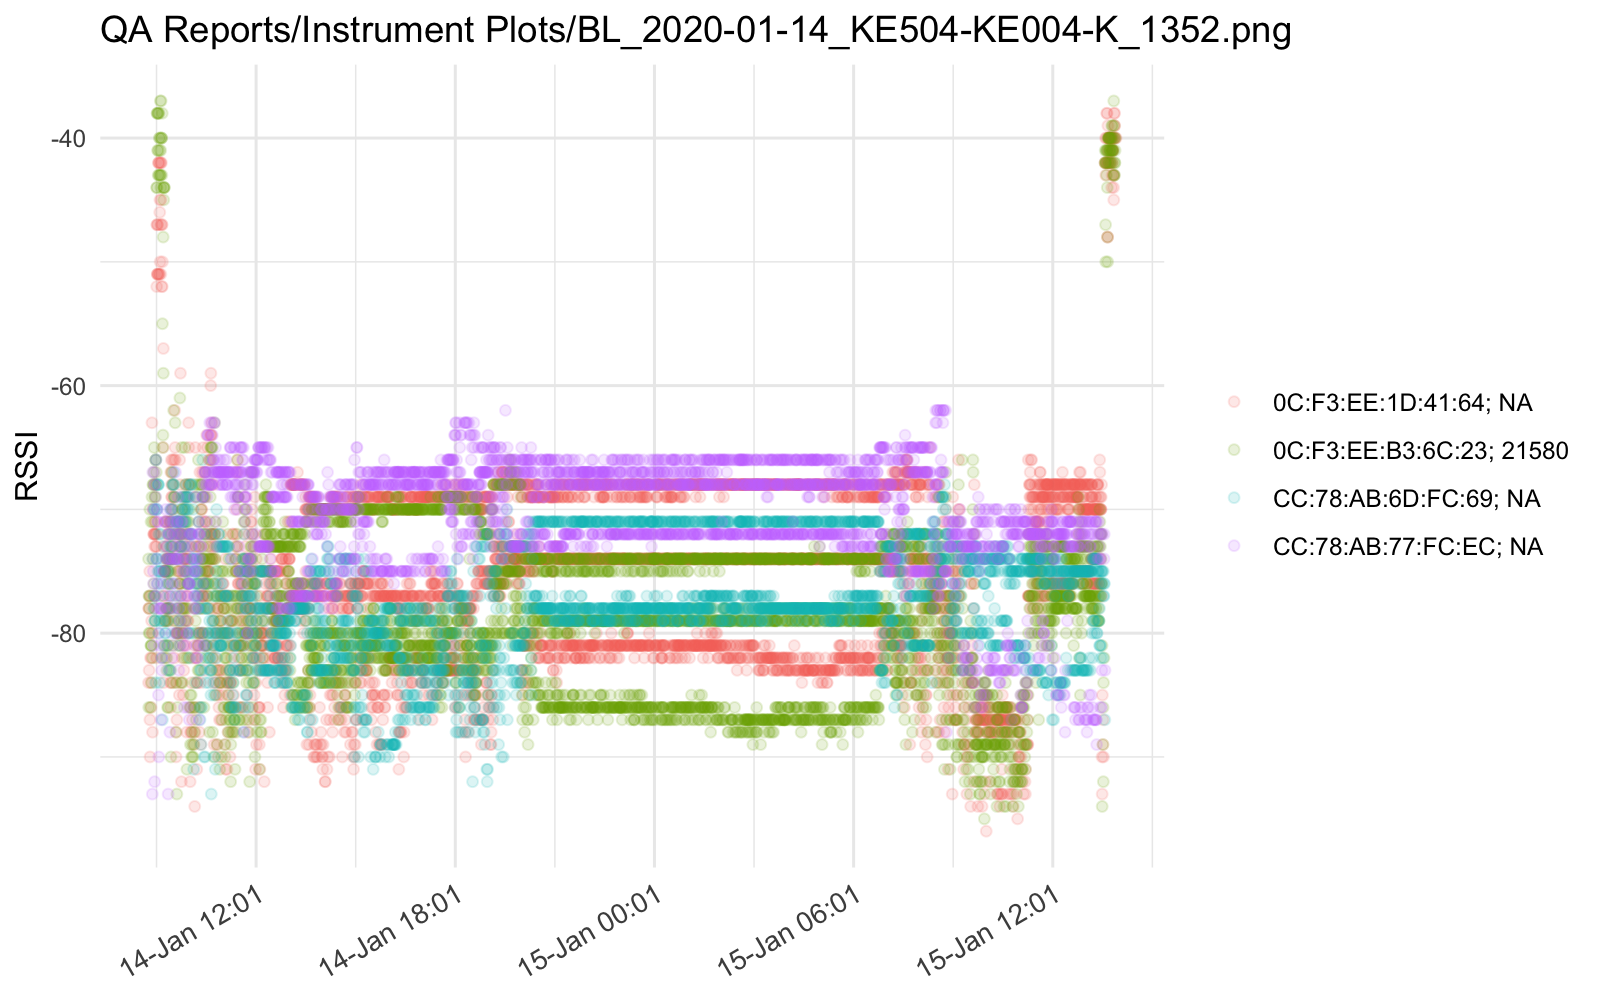 QA Reports/Instrument Plots/BL_2020-01-14_KE504-KE004-K_1352.png
-40
-60
-80
RSSI
14-Jan 12:01
14-Jan 18:01
15-Jan 00:01
15-Jan 06:01
15-Jan 12:01
0C:F3:EE:1D:41:64; NA
0C:F3:EE:B3:6C:23; 21580
CC:78:AB:6D:FC:69; NA
CC:78:AB:77:FC:EC; NA